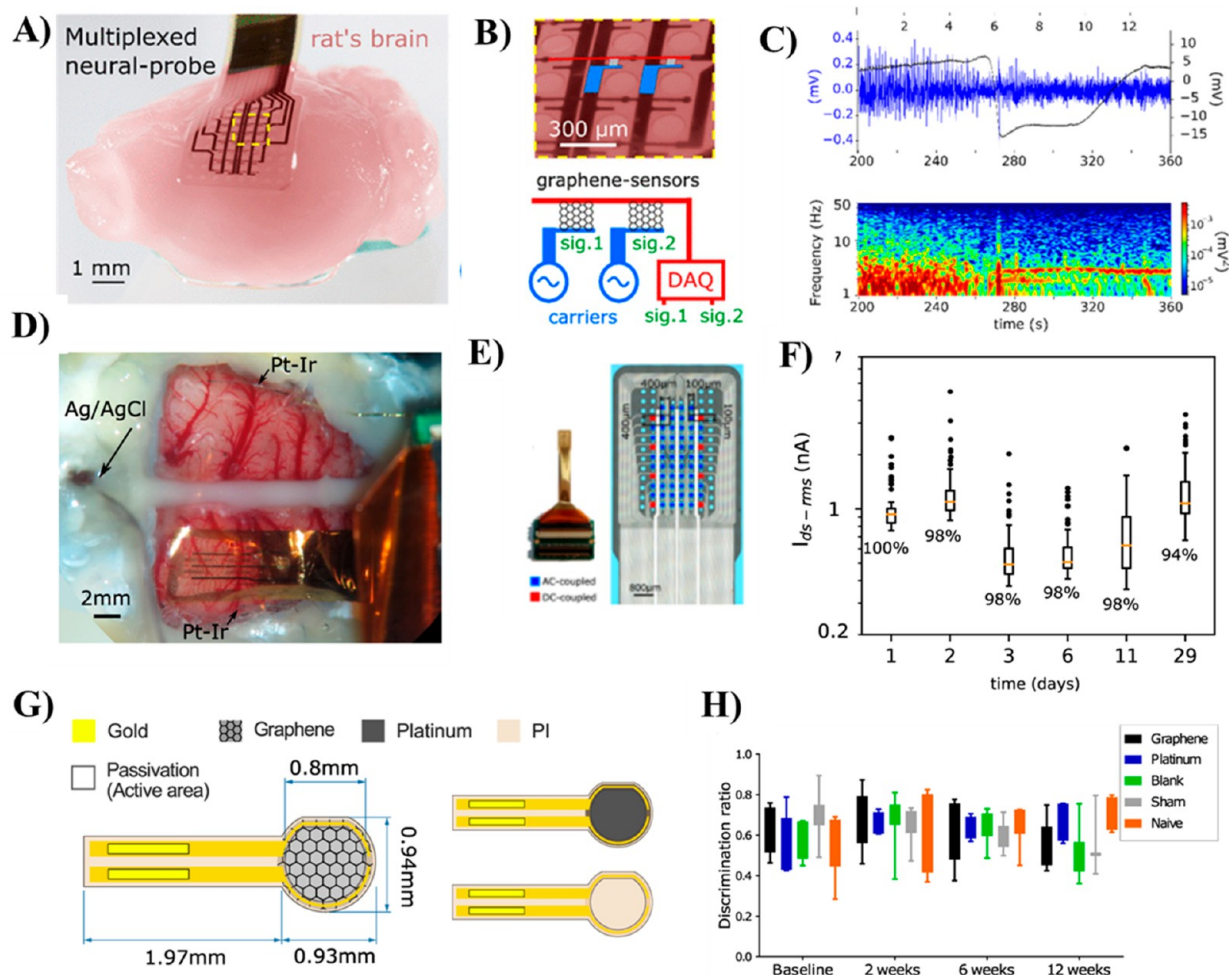 A)
Multiplexed
neural-probe
rat's brain
1 mm
B)
300 µm
graphene-sensors
sig.1
sig.2
DAQ
carriers
sig.1
sig.2
C)
2
4
6
8
10
12
0.4
0.2
0.0
−0.2
−0.4
(mV)
10
5
0
−5
−10
−15
(mV)
200
240
280
320
360
50
10
1
Frequency (Hz)
10⁻³
10⁻⁴
10⁻⁵
(mV²)
200
240
280
320
360
time (s)
D)
Pt-Ir
Ag/AgCl
2mm
Pt-Ir
E)
400µm
100µm
400µm
100µm
AC-coupled
DC-coupled
800µm
F)
7
1
0.2
I ds-rms (nA)
100%
98%
98%
98%
98%
94%
1
2
3
6
11
29
time (days)
G)
Gold
Graphene
Platinum
PI
Passivation
(Active area)
0.8mm
0.94mm
1.97mm
0.93mm
H)
Graphene
Platinum
Blank
Sham
Naive
1.0
0.8
0.6
0.4
0.2
0.0
Discrimination ratio
Baseline
2 weeks
6 weeks
12 weeks